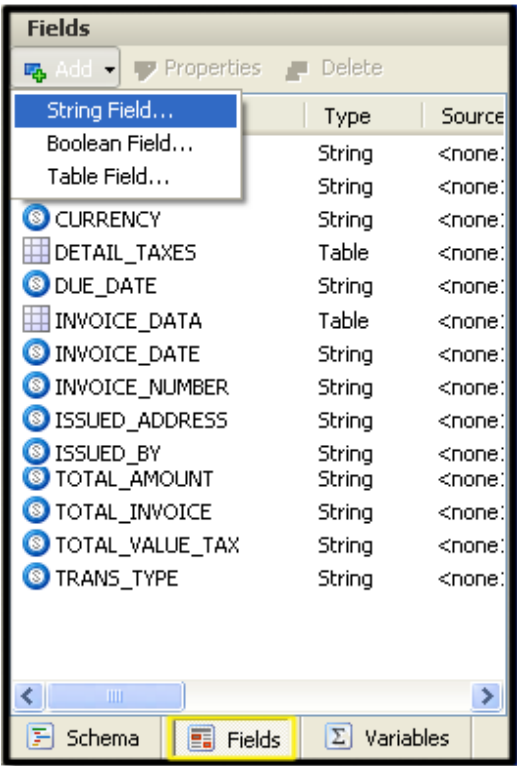 Fields
Add Properties Delete
String Field...
Boolean Field...
Table Field...
Type Source
String <none>
String <none>
CURRENCY String <none>
DETAIL_TAXES Table <none>
DUE_DATE String <none>
INVOICE_DATA Table <none>
INVOICE_DATE String <none>
INVOICE_NUMBER String <none>
ISSUED_ADDRESS String <none>
ISSUED_BY String <none>
TOTAL_AMOUNT String <none>
TOTAL_INVOICE String <none>
TOTAL_VALUE_TAX String <none>
TRANS_TYPE String <none>
Schema Fields Σ Variables